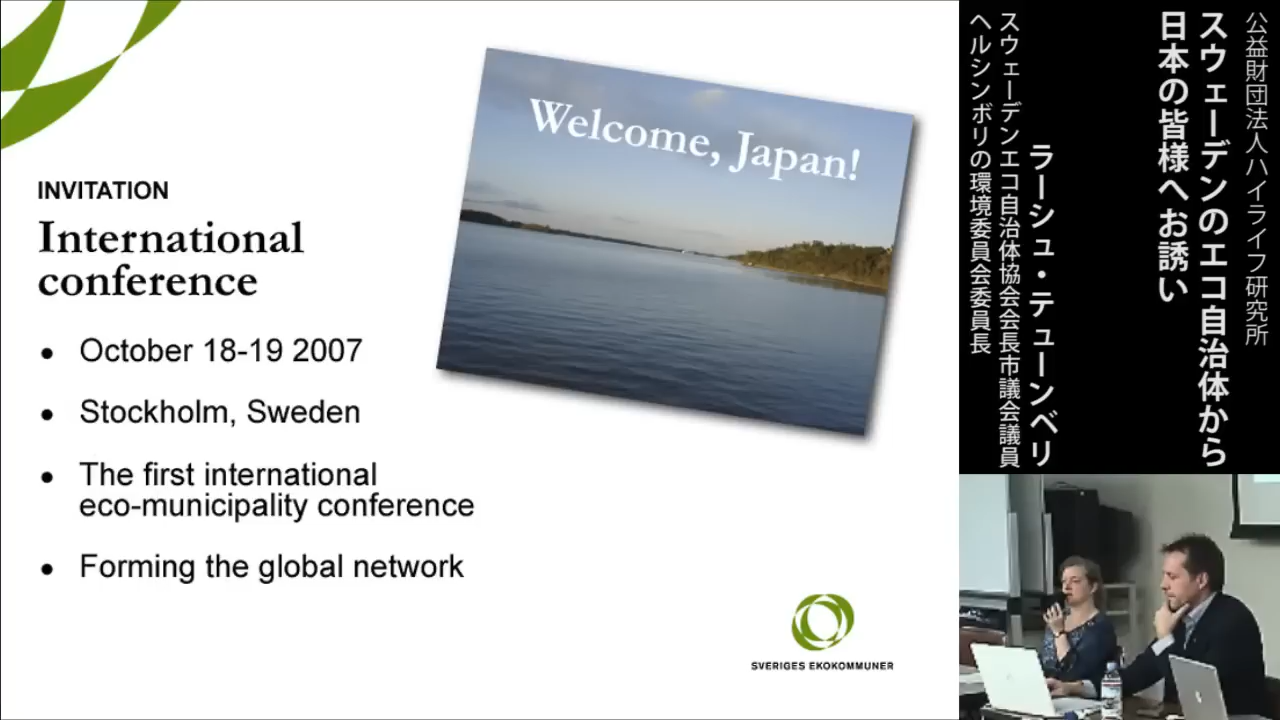 INVITATION
International
conference
• October 18-19 2007
• Stockholm, Sweden
• The first international
eco-municipality conference
• Forming the global network
Welcome, Japan!
SVERIGES EKOKOMMUNER
公益財団法人ハイライフ研究所
スウェーデンのエコ自治体から
日本の皆様へお誘い
ラーシュ・テューンベリ
スウェーデンエコ自治体協会会長市議会議員
ヘルシンボリの環境委員会委員長